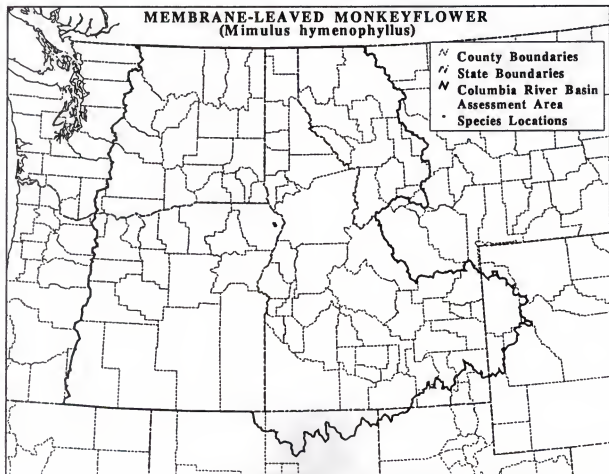 MEMBRANE-LEAVED MONKEYFLOWER
(Mimulus hymenophyllus)
County Boundaries
State Boundaries
Columbia River Basin
Assessment Area
Species Locations